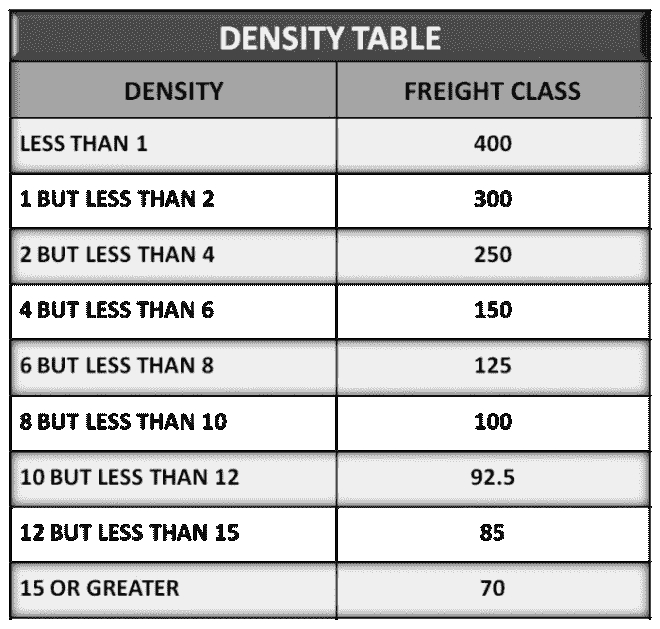 DENSITY TABLE
DENSITY FREIGHT CLASS
LESS THAN 1 400
1 BUT LESS THAN 2 300
2 BUT LESS THAN 4 250
4 BUT LESS THAN 6 150
6 BUT LESS THAN 8 125
8 BUT LESS THAN 10 100
10 BUT LESS THAN 12 92.5
12 BUT LESS THAN 15 85
15 OR GREATER 70